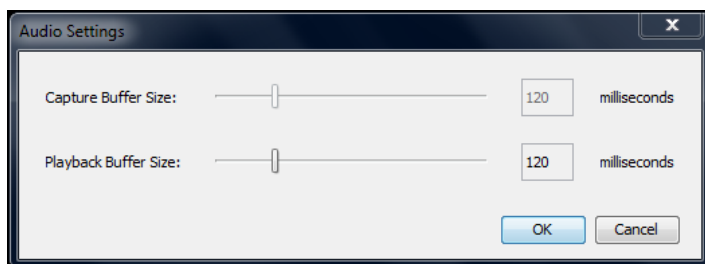 Audio Settings
Capture Buffer Size: 120 milliseconds
Playback Buffer Size: 120 milliseconds
OK Cancel